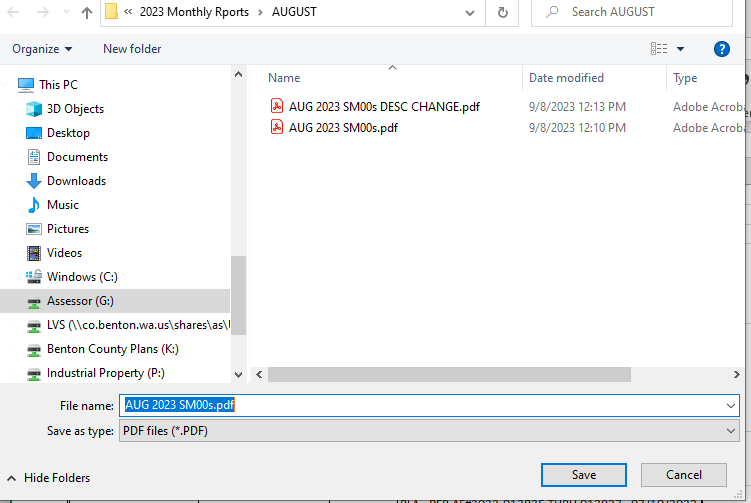 « 2023 Monthly Rports › AUGUST
Search AUGUST
Organize
New folder
?
Name
Date modified
Type
This PC
3D Objects
Desktop
Documents
Downloads
Music
Pictures
Videos
Windows (C:)
Assessor (G:)
LVS (\\co.benton.wa.us\shares\as\
Benton County Plans (K:)
Industrial Property (P:)
AUG 2023 SM00s DESC CHANGE.pdf
9/8/2023 12:13 PM
Adobe Acroba
AUG 2023 SM00s.pdf
9/8/2023 12:10 PM
Adobe Acroba
File name: AUG 2023 SM00s.pdf
Save as type: PDF files (*.PDF)
Hide Folders
Save
Cancel